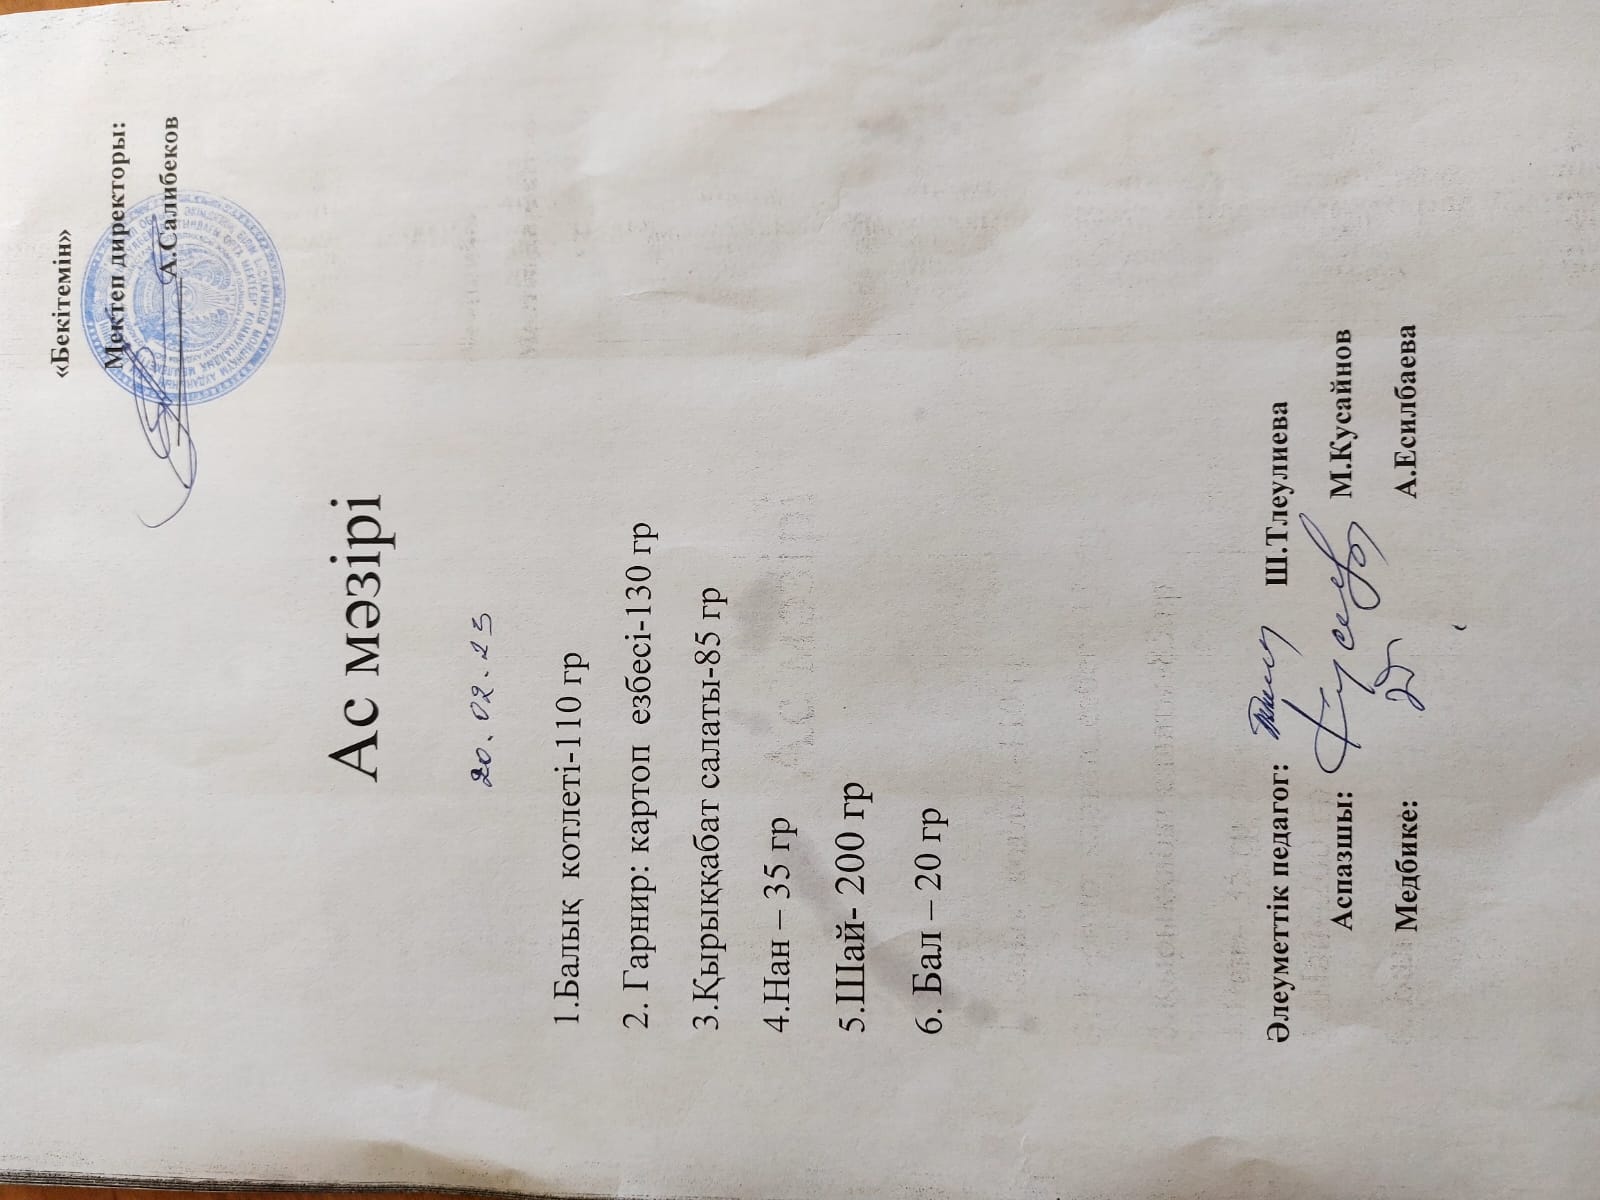 «Бекітемін»
Мектеп директоры:
А.Салибеков
Ас мәзірі
20.02.23
1.Балық котлеті-110 гр
2. Гарнир: картоп езбесі-130 гр
3.Қырыққабат салаты-85 гр
4.Нан – 35 гр
5.Шай- 200 гр
6. Бал – 20 гр
Әлеуметтік педагог: Ш.Тлеулиева
Аспазшы: М.Кусайнов
Медбике: А.Есилбаева